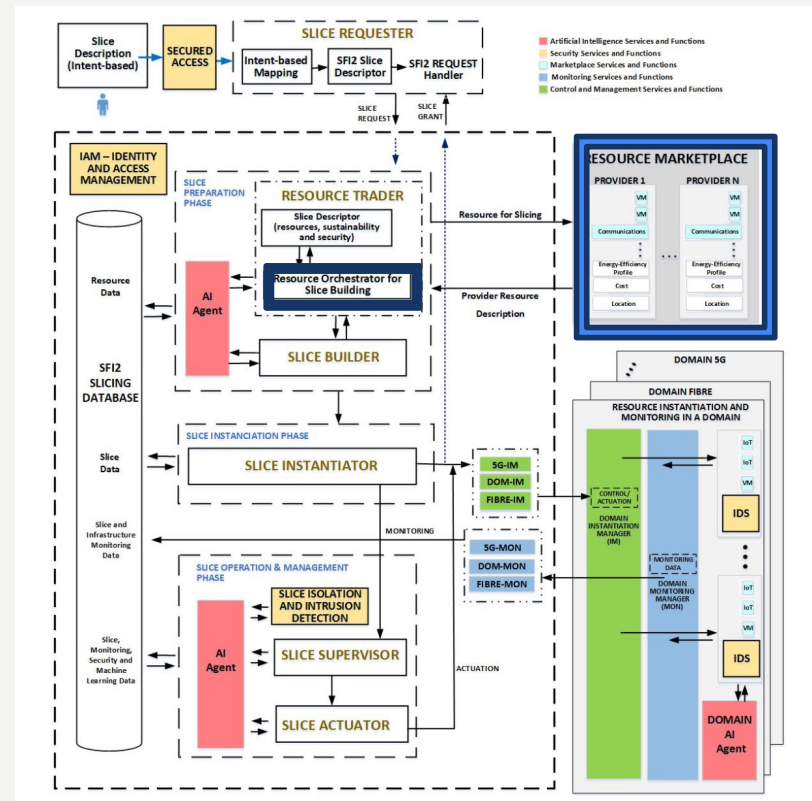 SLICE REQUESTER
Slice
Description
(Intent-based)
SECURED
ACCESS
Intent-based
Mapping
SFI2 Slice
Descriptor
SFI2 REQUEST
Handler
Artificial Intelligence Services and Functions
Security Services and Functions
Marketplace Services and Functions
Monitoring Services and Functions
Control and Management Services and Functions
SLICE
REQUEST
SLICE
GRANT
IAM – IDENTITY
AND ACCESS
MANAGEMENT
SLICE
PREPARATION
PHASE
RESOURCE TRADER
Slice Descriptor
(resources, sustainability
and security)
Resource Orchestrator for
Slice Building
AI
Agent
SLICE BUILDER
Resource for Slicing
Provider Resource
Description
RESOURCE MARKETPLACE
PROVIDER 1
VM
VM
Communications
Energy-Efficiency
Profile
Cost
Location
...
PROVIDER N
VM
VM
Communications
Energy-Efficiency
Profile
Cost
Location
Resource
Data
SFI2
SLICING
DATABASE
Slice
Data
Slice and
Infrastructure
Monitoring
Data
Slice,
Monitoring,
Security and
Machine
Learning Data
SLICE INSTANCIATION PHASE
SLICE INSTANTIATOR
MONITORING
5G-IM
DOM-IM
FIBRE-IM
5G-MON
DOM-MON
FIBRE-MON
SLICE OPERATION & MANAGEMENT
PHASE
SLICE ISOLATION
AND INTRUSION
DETECTION
AI
Agent
SLICE SUPERVISOR
SLICE ACTUATOR
ACTUATION
DOMAIN 5G
DOMAIN FIBRE
RESOURCE INSTANTIATION AND
MONITORING IN A DOMAIN
CONTROL/
ACTUATION
DOMAIN
INSTANTIATION
MANAGER
(IM)
MONITORING
DATA
DOMAIN
MONITORING
MANAGER
(MON)
IoT
IoT
VM
IDS
IoT
IoT
VM
IDS
DOMAIN
AI
Agent